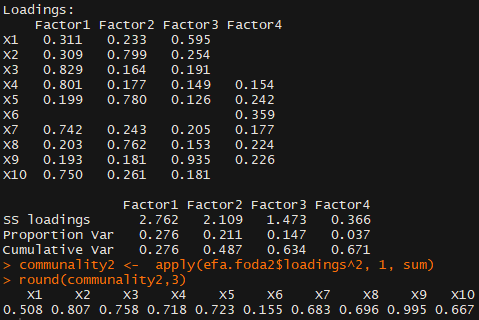 Loadings:
    Factor1 Factor2 Factor3 Factor4
X1  0.311   0.233   0.595
X2  0.309   0.799   0.254
X3  0.829   0.164   0.191
X4  0.801   0.177   0.149   0.154
X5  0.199   0.780   0.126   0.242
X6                          0.359
X7  0.742   0.243   0.205   0.177
X8  0.203   0.762   0.153   0.224
X9  0.193   0.181   0.935   0.226
X10 0.750   0.261   0.181
               Factor1 Factor2 Factor3 Factor4
SS loadings      2.762   2.109   1.473   0.366
Proportion Var   0.276   0.211   0.147   0.037
Cumulative Var   0.276   0.487   0.634   0.671
> communality2 <-  apply(efa.foda2$loadings^2, 1, sum)
> round(communality2,3)
   X1    X2    X3    X4    X5    X6    X7    X8    X9   X10
0.508 0.807 0.758 0.718 0.723 0.155 0.683 0.696 0.995 0.667